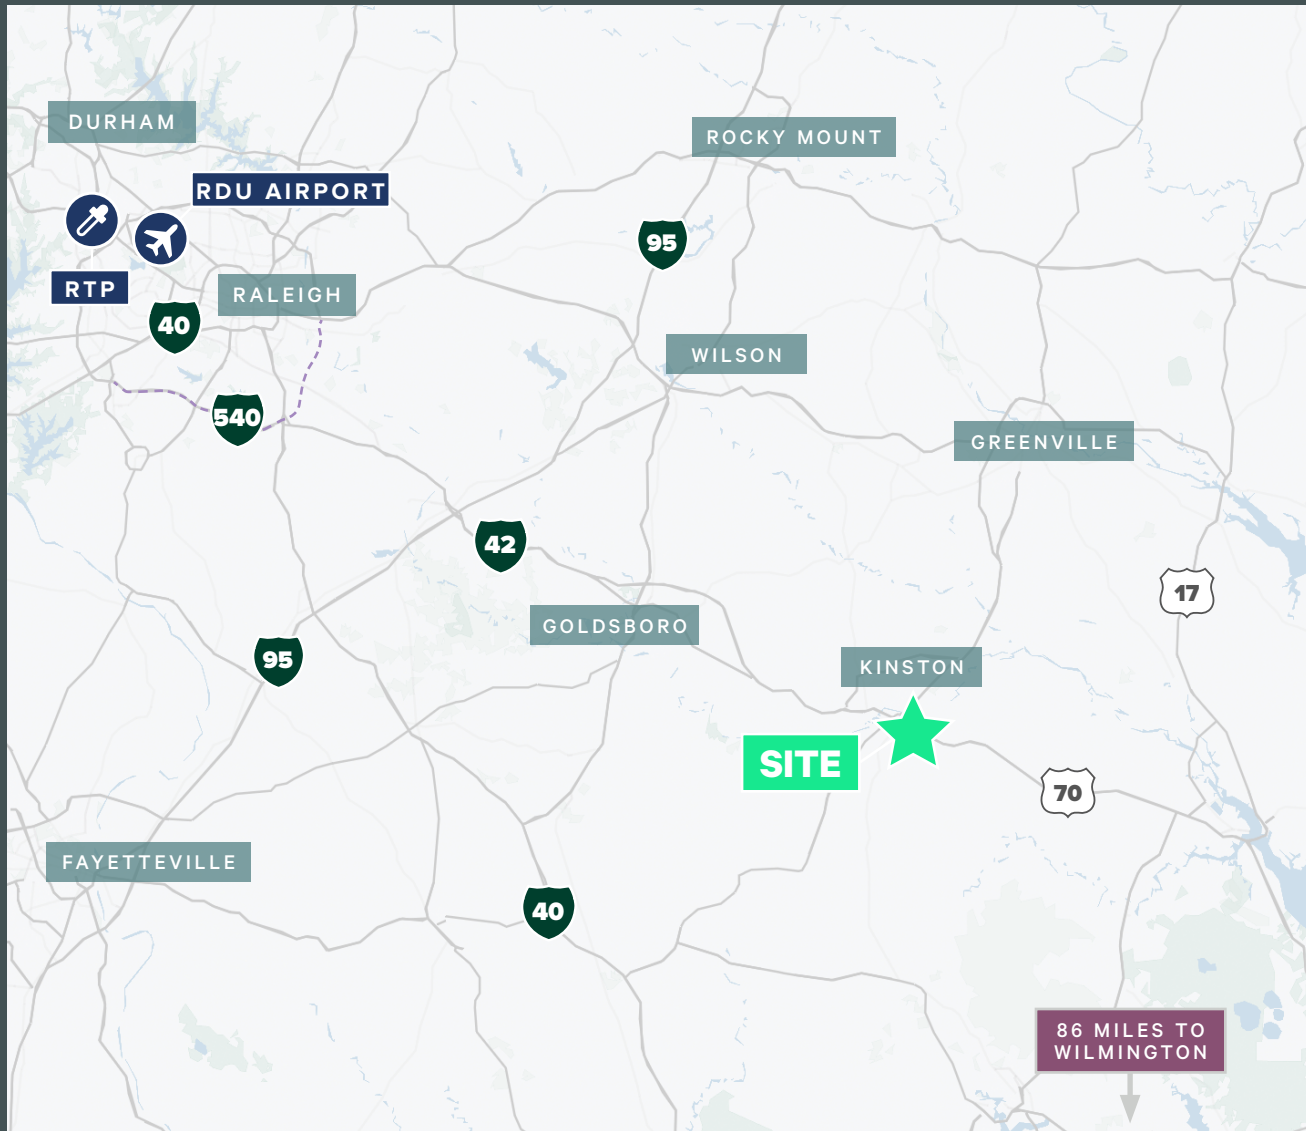 DURHAM
ROCKY MOUNT
RDU AIRPORT
95
RTP
RALEIGH
40
WILSON
540
GREENVILLE
42
17
GOLDSBORO
95
KINSTON
SITE
70
FAYETTEVILLE
40
86 MILES TO
WILMINGTON